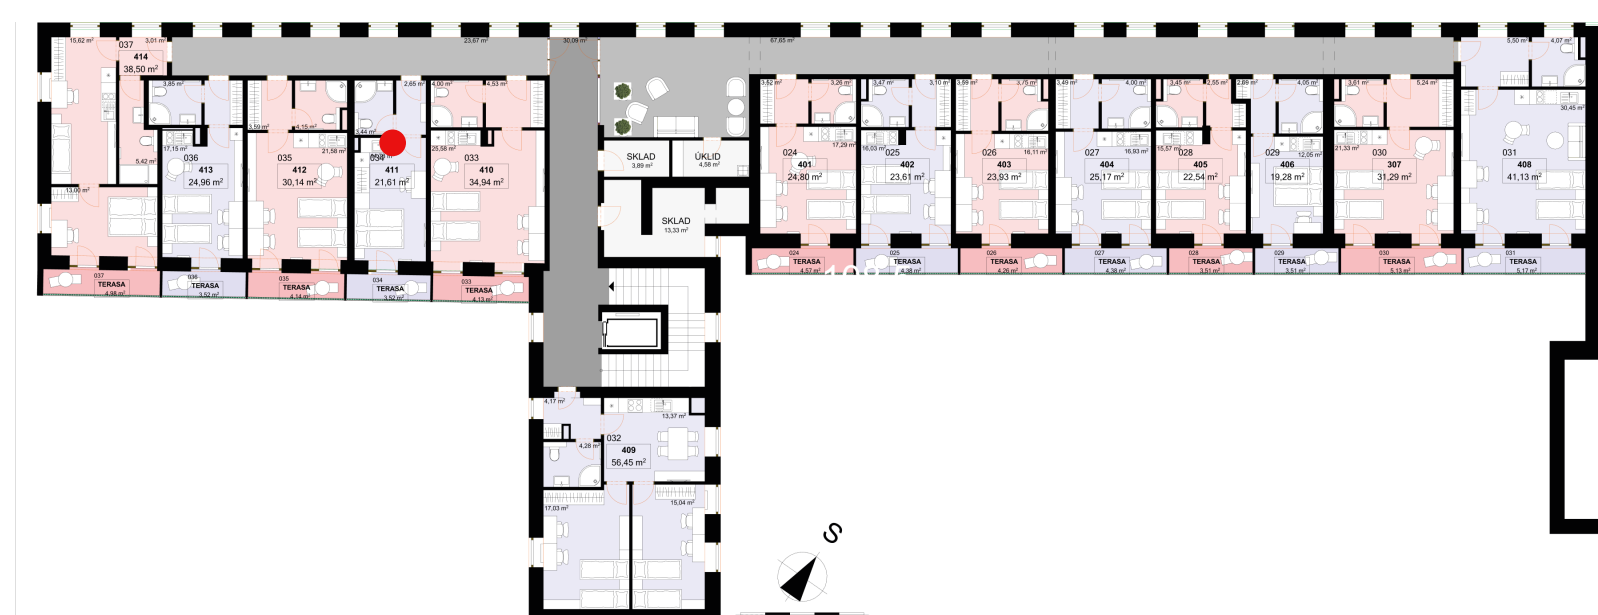 15,62 m²
037
3,01 m²
414
38,50 m²
23,67 m²
30,09 m²
67,65 m²
5,50 m²
4,07 m²
3,85 m²
2,65 m²
4,00 m²
4,53 m²
3,59 m²
4,15 m²
3,44 m²
5,42 m²
13,00 m²
17,15 m²
036
413
24,96 m²
21,58 m²
035
412
30,14 m²
034
411
21,61 m²
25,58 m²
033
410
34,94 m²
SKLAD
3,89 m²
ÚKLID
4,58 m²
SKLAD
13,33 m²
3,52 m²
3,26 m²
17,29 m²
024
401
24,80 m²
3,47 m²
3,10 m²
16,03 m²
025
402
23,61 m²
3,59 m²
3,75 m²
16,11 m²
026
403
23,93 m²
3,49 m²
4,00 m²
16,93 m²
027
404
25,17 m²
3,45 m²
2,55 m²
15,57 m²
028
405
22,54 m²
4,05 m²
12,05 m²
029
406
19,28 m²
3,61 m²
5,24 m²
21,33 m²
030
307
31,29 m²
30,45 m²
031
408
41,13 m²
037
TERASA
4,98 m²
036
TERASA
3,52 m²
035
TERASA
4,14 m²
034
TERASA
3,52 m²
033
TERASA
4,13 m²
024
TERASA
4,57 m²
025
TERASA
4,38 m²
026
TERASA
4,26 m²
027
TERASA
4,38 m²
028
TERASA
3,51 m²
029
TERASA
3,51 m²
030
TERASA
5,13 m²
031
TERASA
5,17 m²
4,17 m²
13,37 m²
4,28 m²
032
409
56,45 m²
17,03 m²
15,04 m²
S